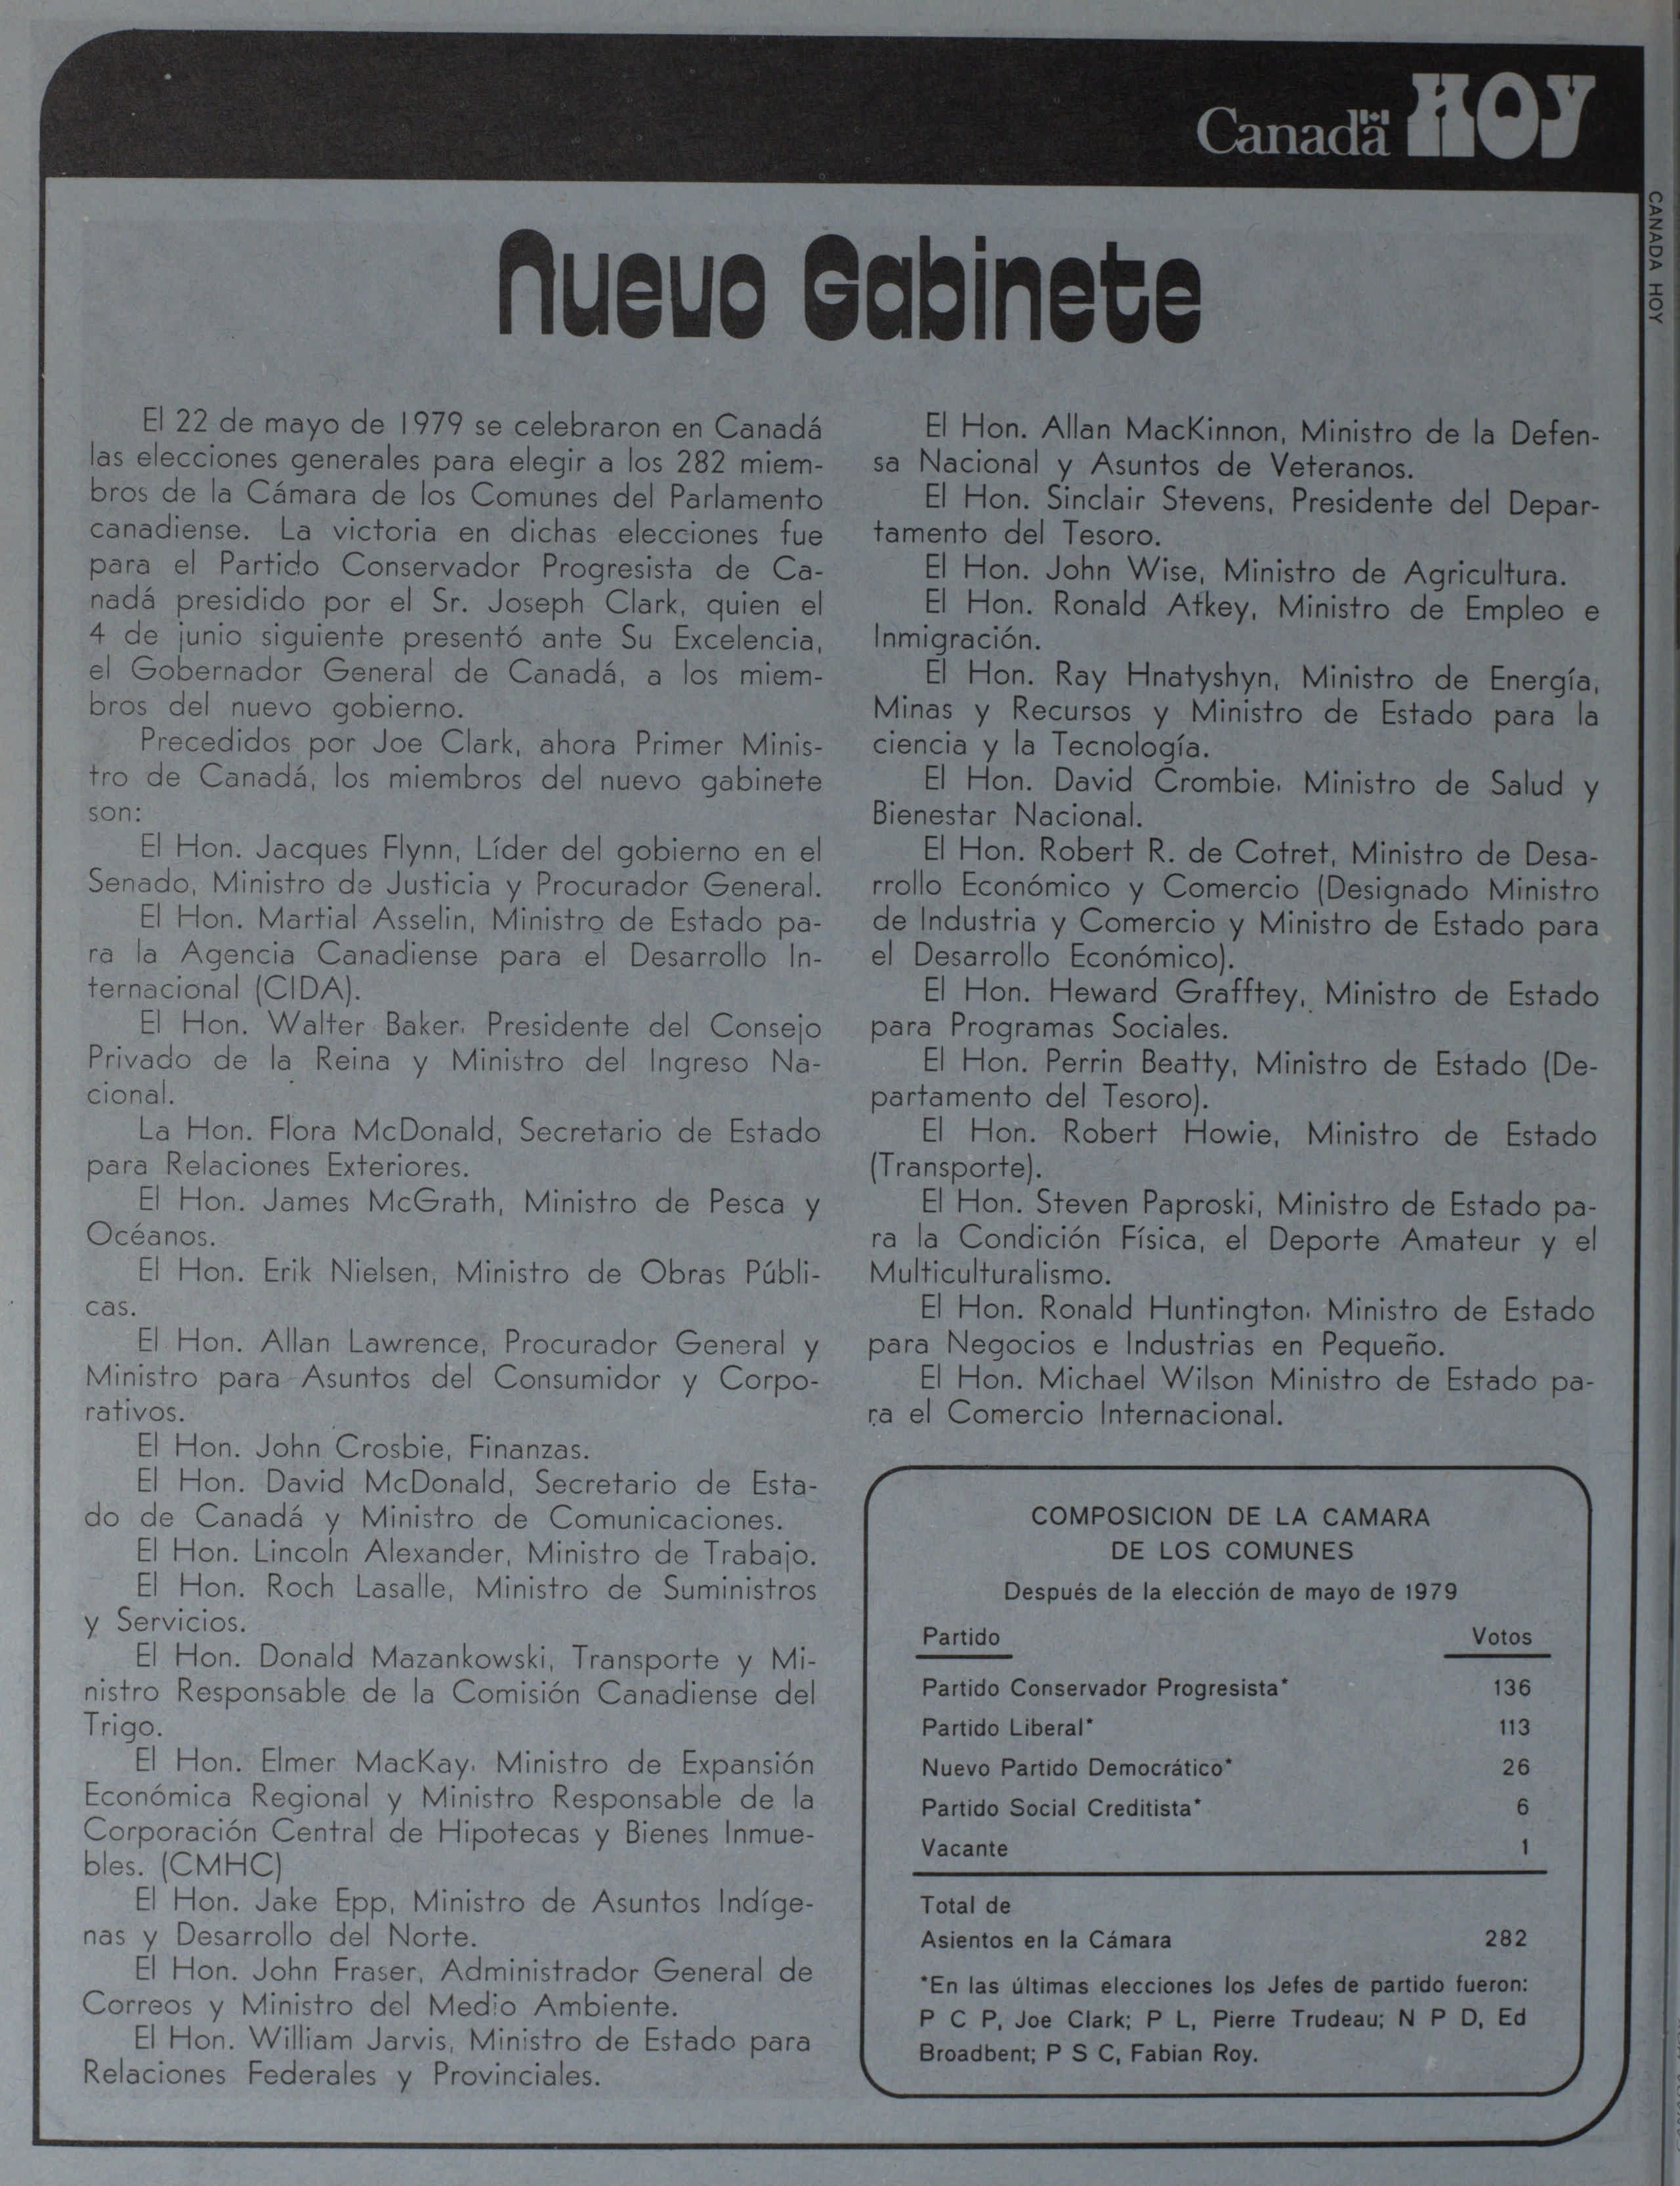 Canada HOY
CANADA HOY
Nuevo Gabinete
El 22 de mayo de 1979 se celebraron en Canadá
las elecciones generales para elegir a los 282 miem-
bros de la Cámara de los Comunes del Parlamento
canadiense. La victoria en dichas elecciones fue
para el Partido Conservador Progresista de Ca-
nadá presidido por el Sr. Joseph Clark, quien el
4 de junio siguiente presentó ante Su Excelencia,
el Gobernador General de Canadá, a los miem-
bros del nuevo gobierno.
Precedidos por Joe Clark, ahora Primer Minis-
tro de Canadá, los miembros del nuevo gabinete
son:
El Hon. Jacques Flynn, Líder del gobierno en el
Senado, Ministro de Justicia y Procurador General.
El Hon. Martial Asselin, Ministro de Estado pa-
ra la Agencia Canadiense para el Desarrollo In-
ternacional (CIDA).
El Hon. Walter Baker. Presidente del Consejo
Privado de la Reina y Ministro del Ingreso Na-
cional.
La Hon. Flora McDonald, Secretario de Estado
para Relaciones Exteriores.
El Hon. James McGrath, Ministro de Pesca y
Océanos.
El Hon. Erik Nielsen, Ministro de Obras Públi-
cas.
El Hon. Allan Lawrence, Procurador General y
Ministro para Asuntos del Consumidor y Corpo-
rativos.
El Hon. John Crosbie, Finanzas.
El Hon. David McDonald, Secretario de Esta-
do de Canadá y Ministro de Comunicaciones.
El Hon. Lincoln Alexander, Ministro de Trabajo.
El Hon. Roch Lasalle, Ministro de Suministros
y Servicios.
El Hon. Donald Mazankowski, Transporte y Mi-
nistro Responsable de la Comisión Canadiense del
Trigo.
El Hon. Elmer MacKay. Ministro de Expansión
Económica Regional y Ministro Responsable de la
Corporación Central de Hipotecas y Bienes Inmue-
bles. (CMHC)
El Hon. Jake Epp, Ministro de Asuntos Indíge-
nas y Desarrollo del Norte.
El Hon. John Fraser, Administrador General de
Correos y Ministro del Medio Ambiente.
El Hon. William Jarvis, Ministro de Estado para
Relaciones Federales y Provinciales.
El Hon. Allan MacKinnon, Ministro de la Defen-
sa Nacional y Asuntos de Veteranos.
El Hon. Sinclair Stevens, Presidente del Depar-
tamento del Tesoro.
El Hon. John Wise, Ministro de Agricultura.
El Hon. Ronald Atkey, Ministro de Empleo e
Inmigración.
El Hon. Ray Hnatyshyn, Ministro de Energía,
Minas y Recursos y Ministro de Estado para la
ciencia y la Tecnología.
El Hon. David Crombie. Ministro de Salud y
Bienestar Nacional.
El Hon. Robert R. de Cotret, Ministro de Desa-
rrollo Económico y Comercio (Designado Ministro
de Industria y Comercio y Ministro de Estado para
el Desarrollo Económico).
El Hon. Heward Grafftey, Ministro de Estado
para Programas Sociales.
El Hon. Perrin Beatty, Ministro de Estado (De-
partamento del Tesoro).
El Hon. Robert Howie, Ministro de Estado
(Transporte).
El Hon. Steven Paproski, Ministro de Estado pa-
ra la Condición Física, el Deporte Amateur y el
Multiculturalismo.
El Hon. Ronald Huntington. Ministro de Estado
para Negocios e Industrias en Pequeño.
El Hon. Michael Wilson Ministro de Estado pa-
ra el Comercio Internacional.
COMPOSICION DE LA CAMARA
DE LOS COMUNES
Después de la elección de mayo de 1979
Partido Votos
Partido Conservador Progresista* 136
Partido Liberal* 113
Nuevo Partido Democrático* 26
Partido Social Creditista* 6
Vacante 1
Total de
Asientos en la Cámara 282
*En las últimas elecciones los Jefes de partido fueron:
P C P, Joe Clark; P L, Pierre Trudeau; N P D, Ed
Broadbent; P S C, Fabian Roy.